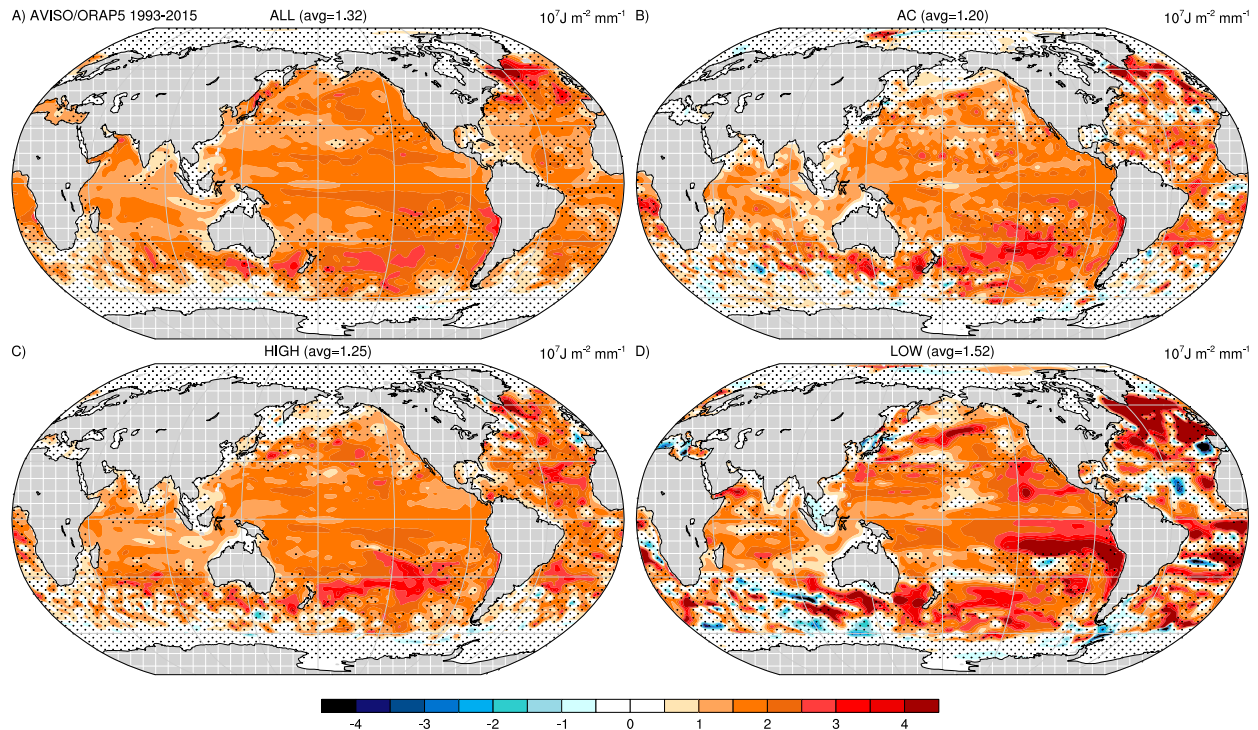 A) AVISO/ORAP5 1993-2015 ALL (avg=1.32) 10⁷J m⁻² mm⁻¹
B) AC (avg=1.20) 10⁷J m⁻² mm⁻¹
C) HIGH (avg=1.25) 10⁷J m⁻² mm⁻¹
D) LOW (avg=1.52) 10⁷J m⁻² mm⁻¹
-4 -3 -2 -1 0 1 2 3 4